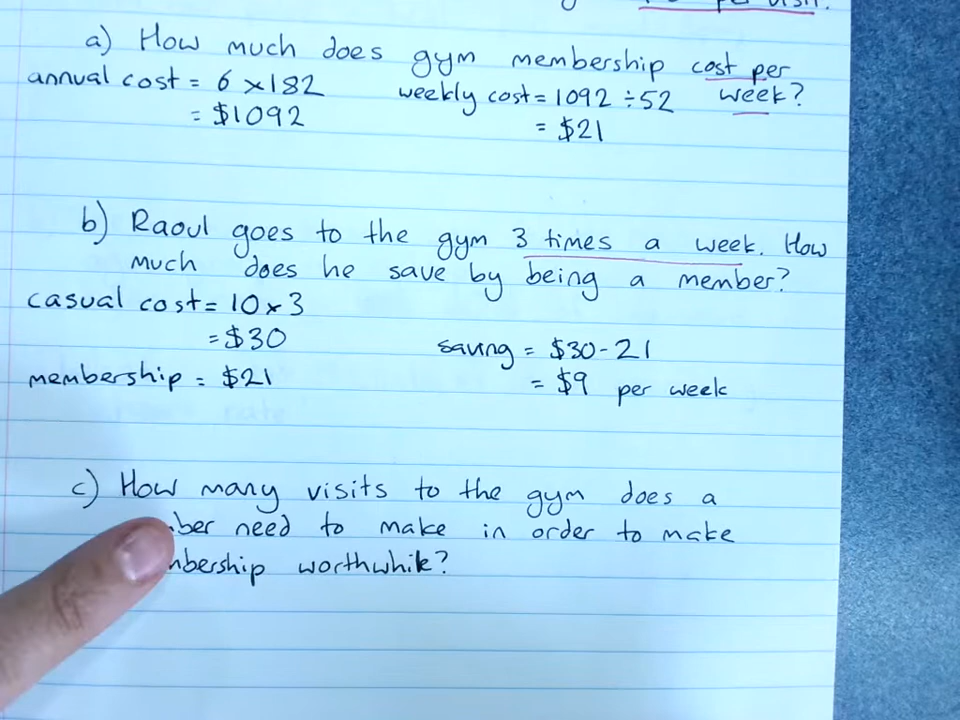 a) How much does gym membership cost per
annual cost = 6 x 182 weekly cost = 1092 ÷ 52 week?
= $1092 = $21
b) Raoul goes to the gym 3 times a week. How
much does he save by being a member?
casual cost = 10 x 3
= $30 saving = $30 - 21
membership = $21 = $9 per week
c) How many visits to the gym does a
need to make in order to make
worthwhile?